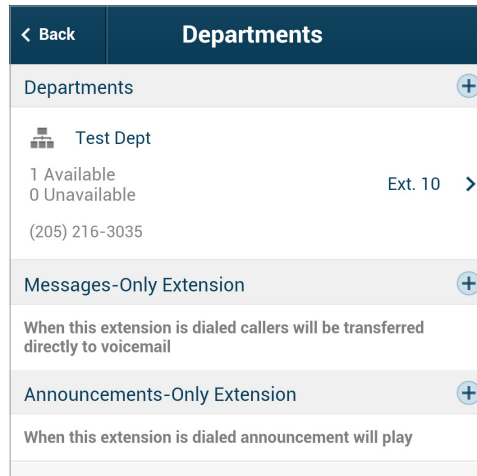 Back
Departments
Departments
Test Dept
1 Available
0 Unavailable
Ext. 10
(205) 216-3035
Messages-Only Extension
When this extension is dialed callers will be transferred
directly to voicemail
Announcements-Only Extension
When this extension is dialed announcement will play